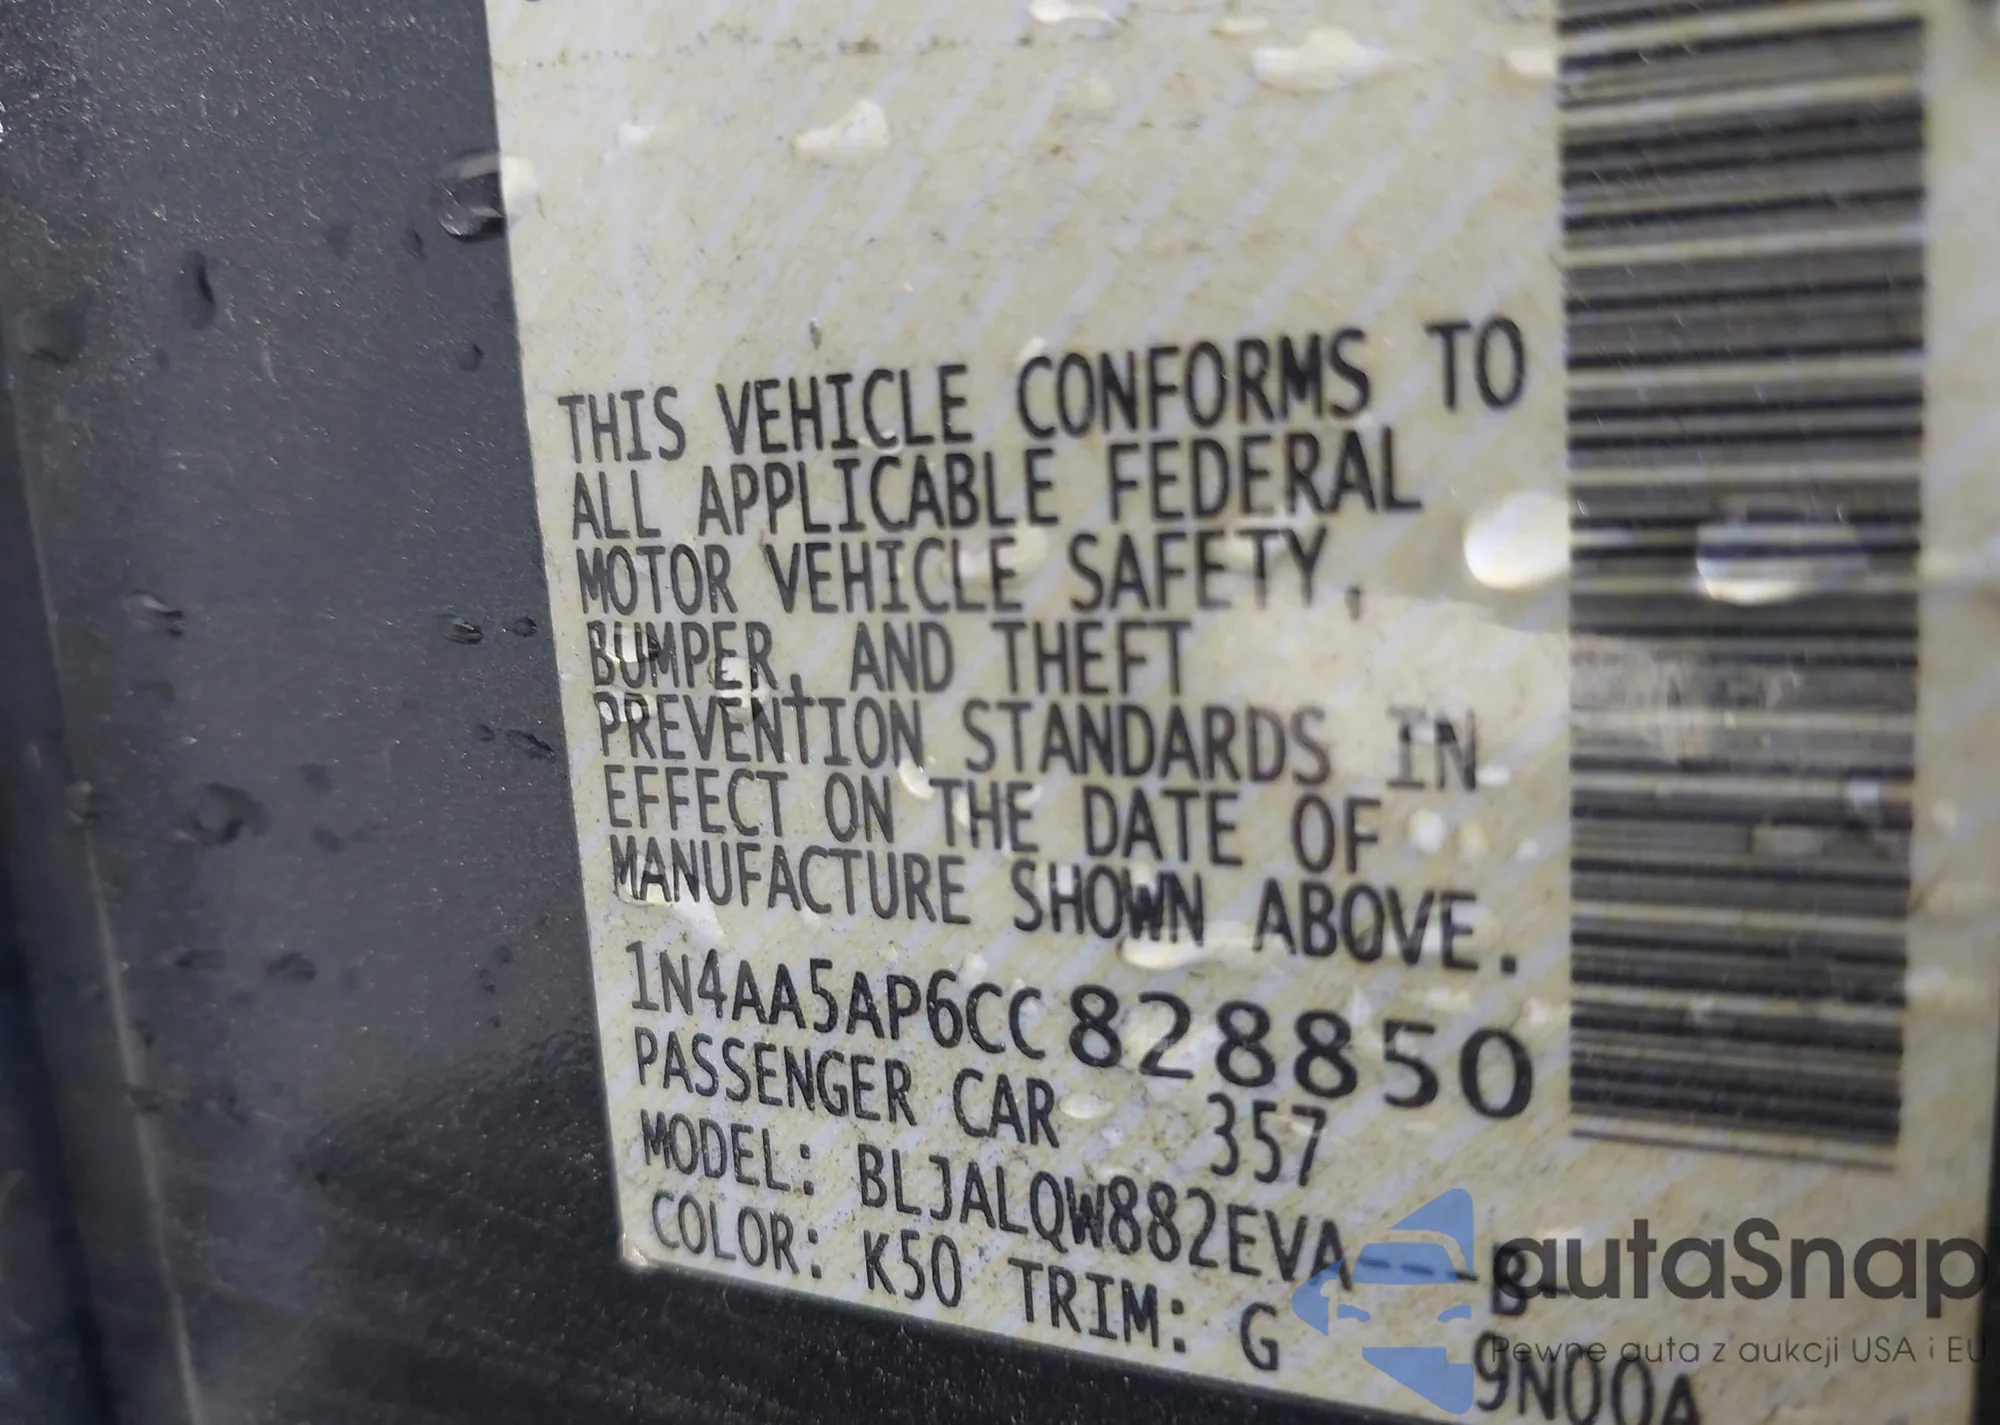 THIS VEHICLE CONFORMS TO
ALL APPLICABLE FEDERAL
MOTOR VEHICLE SAFETY,
BUMPER, AND THEFT
PREVENTION STANDARDS IN
EFFECT ON THE DATE OF
MANUFACTURE SHOWN ABOVE.
1N4AA5AP6CC828850
PASSENGER CAR 357
MODEL: BLJALQW882EVA----B-
COLOR: K50 TRIM: G
9N00A
autaSnap
Pewne auta z aukcji USA i EU